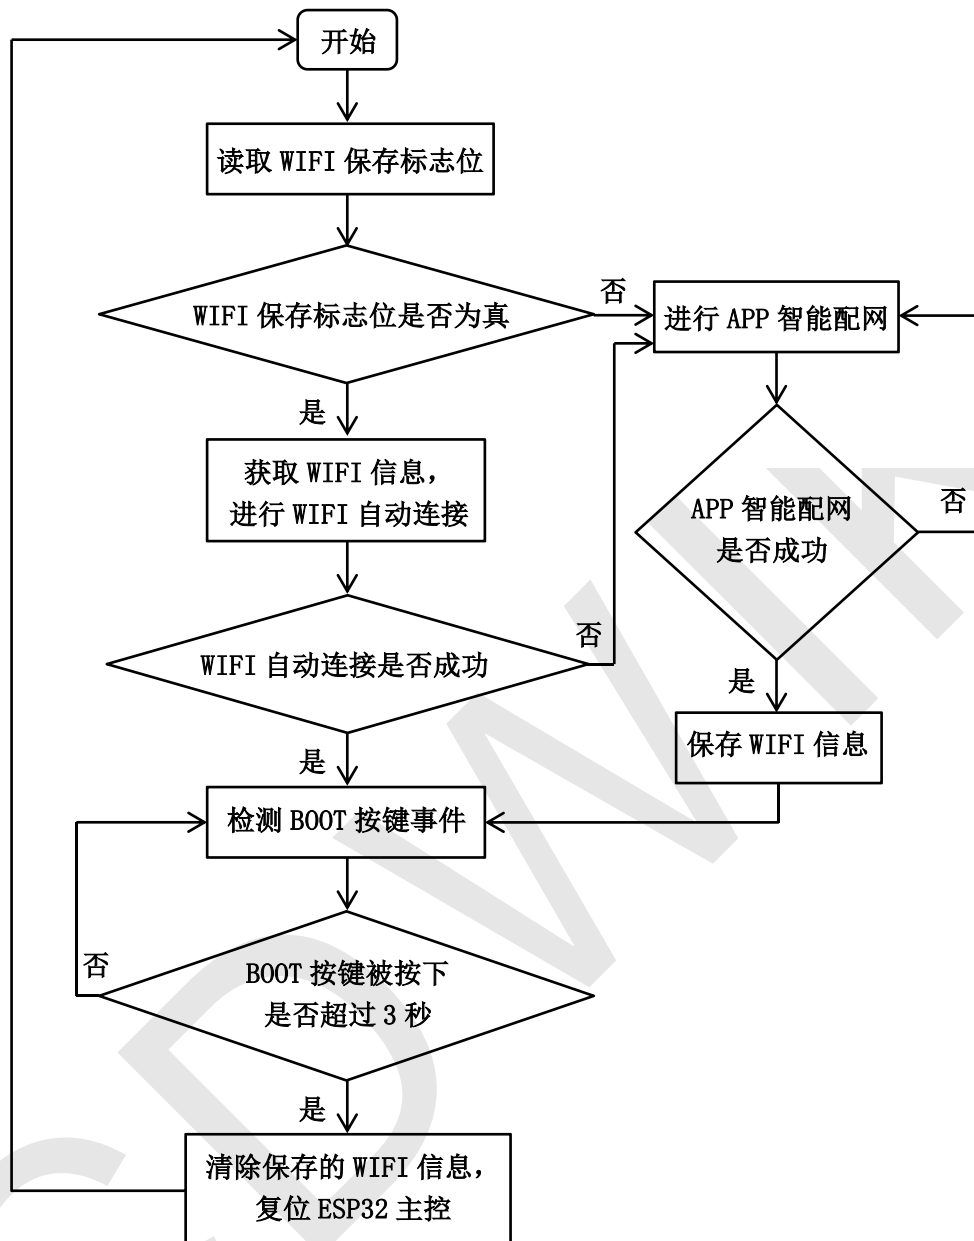 开始
读取 WIFI 保存标志位
WIFI 保存标志位是否为真
否
进行 APP 智能配网
是
获取 WIFI 信息，
进行 WIFI 自动连接
APP 智能配网
是否成功
否
WIFI 自动连接是否成功
否
是
保存 WIFI 信息
是
检测 BOOT 按键事件
否
BOOT 按键被按下
是否超过 3 秒
是
清除保存的 WIFI 信息，
复位 ESP32 主控